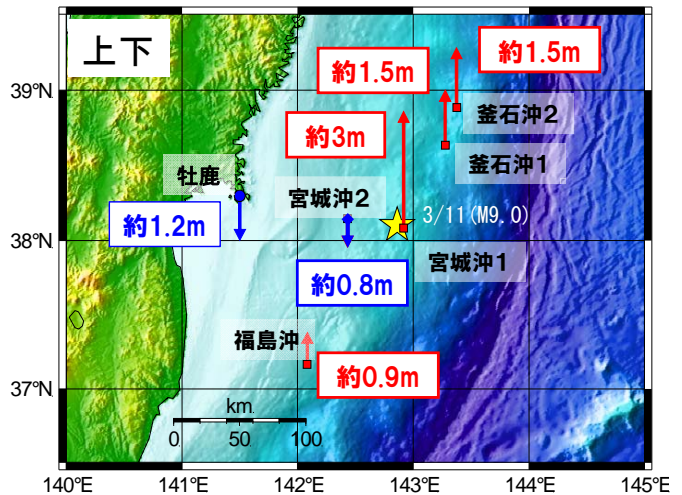 上下
約1.5m
約1.5m
39°N
釜石沖2
約3m
釜石沖1
牡鹿
宮城沖2
3/11(M9.0)
約1.2m
38°N
宮城沖1
約0.8m
福島沖
37°N
約0.9m
km
0 50 100
140°E 141°E 142°E 143°E 144°E 145°E